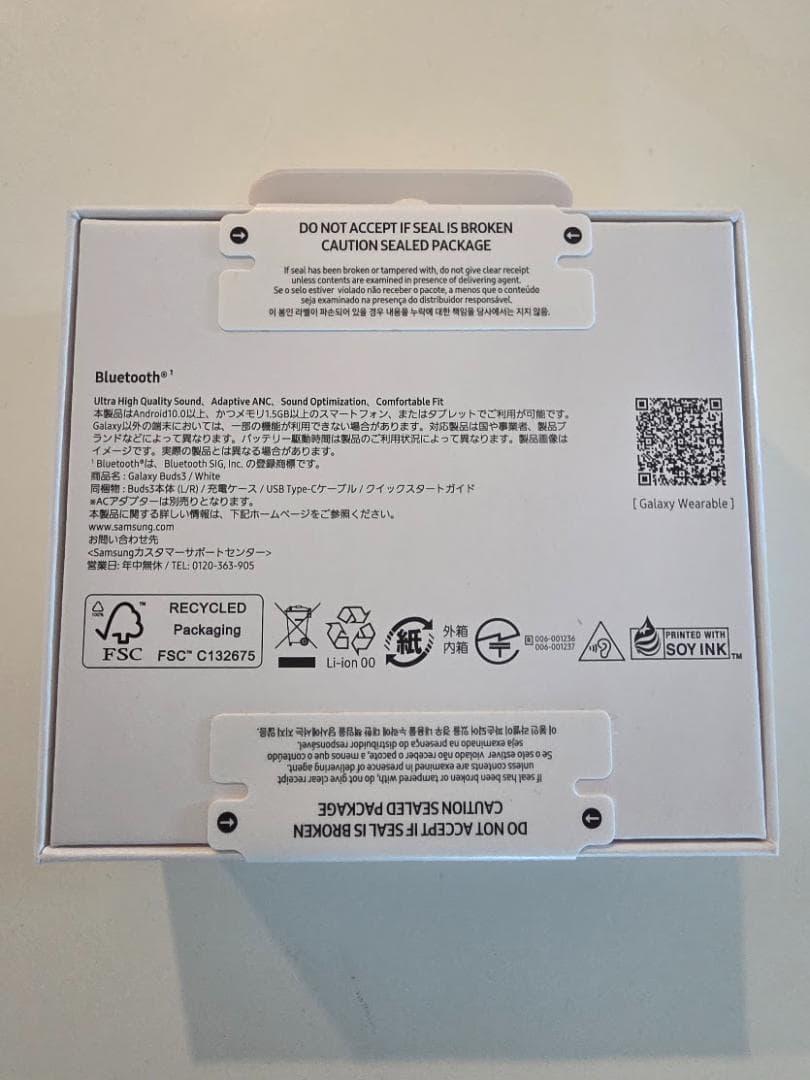 DO NOT ACCEPT IF SEAL IS BROKEN
CAUTION SEALED PACKAGE
If seal has been broken or tampered with, do not give clear receipt
unless contents are examined in presence of delivering agent.
Se o selo estiver violado não receber o pacote, a menos que o conteúdo
seja examinado na presença do distribuidor responsável.
이 봉인 라벨이 파손되어 있을 경우 내용물 누락에 대한 책임을 당사에서는 지지 않음.
Bluetooth®¹
Ultra High Quality Sound、Adaptive ANC、Sound Optimization、Comfortable Fit
本製品はAndroid10.0以上、かつメモリ1.5GB以上のスマートフォン、またはタブレットでご利用が可能です。
Galaxy以外の端末においては、一部の機能が利用できない場合があります。対応製品は国や事業者、製品ブ
ランドなどによって異なります。バッテリー駆動時間は製品のご利用状況によって異なります。製品画像は
イメージです。実際の製品とは異なる場合があります。
¹ Bluetooth®は、Bluetooth SIG, Inc. の登録商標です。
商品名 : Galaxy Buds3 / White
同梱物 : Buds3本体 (L/R) / 充電ケース / USB Type-Cケーブル / クイックスタートガイド
※ACアダプターは別売りとなります。
本製品に関する詳しい情報は、下記ホームページをご参照ください。
www.samsung.com
お問い合わせ先
<Samsungカスタマーサポートセンター>
営業日: 年中無休 / TEL: 0120-363-905
[ Galaxy Wearable ]
100%
FSC
RECYCLED
Packaging
FSC™ C132675
Li-ion 00
紙
外箱
内箱
R 006-001236
006-001237
PRINTED WITH
SOY INK™
DO NOT ACCEPT IF SEAL IS BROKEN
CAUTION SEALED PACKAGE
If seal has been broken or tampered with, do not give clear receipt
unless contents are examined in presence of delivering agent.
Se o selo estiver violado não receber o pacote, a menos que o conteúdo
seja examinado na presença do distribuidor responsável.
이 봉인 라벨이 파손되어 있을 경우 내용물 누락에 대한 책임을 당사에서는 지지 않음.